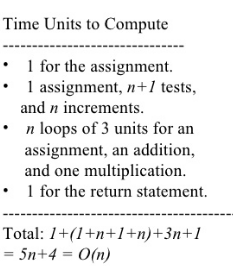 Time Units to Compute
-------------------------------
• 1 for the assignment.
• 1 assignment, n+1 tests,
and n increments.
• n loops of 3 units for an
assignment, an addition,
and one multiplication.
• 1 for the return statement.
---------------------------------------
Total: 1+(1+n+1+n)+3n+1
= 5n+4 = O(n)